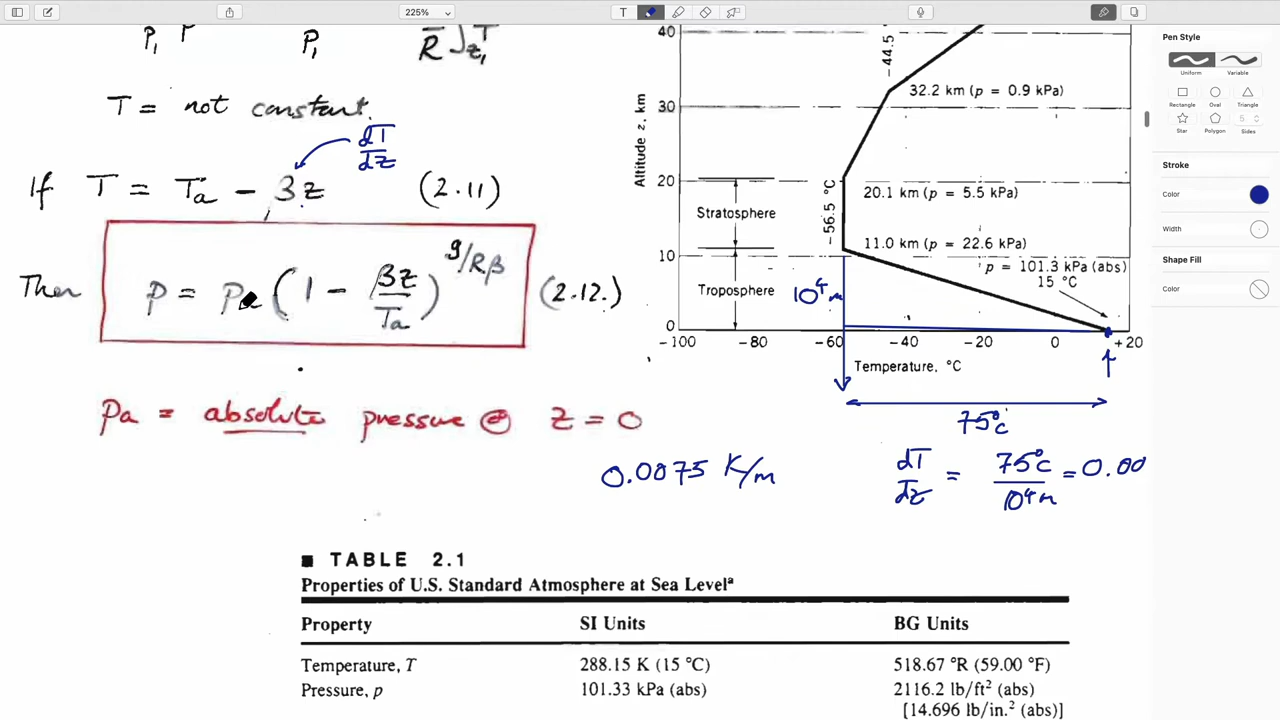 225%
T
Pen Style
Uniform Variable
Rectangle Oval Triangle
Star Polygon 5 Sides
Stroke
Color
Width
Shape Fill
Color
P₁ P P₁ R̄ ∫z₁ T
T = not constant.
dT
dz
If T = Ta − βz (2.11)
Then p = pa (1 − βz/Ta)^g/Rβ (2.12.)
pa = absolute pressure @ z = 0
0.0075 K/m
40
30
20
10
0
Altitude z, km
−44.5
32.2 km (p = 0.9 kPa)
−56.5 °C
20.1 km (p = 5.5 kPa)
Stratosphere
11.0 km (p = 22.6 kPa)
p = 101.3 kPa (abs)
15 °C
Troposphere
10⁴ m
−100 −80 −60 −40 −20 0 +20
Temperature, °C
75°C
dT/dz = 75°C/10⁴m = 0.00
■ TABLE 2.1
Properties of U.S. Standard Atmosphere at Sea Levelᵃ
Property SI Units BG Units
Temperature, T 288.15 K (15 °C) 518.67 °R (59.00 °F)
Pressure, p 101.33 kPa (abs) 2116.2 lb/ft² (abs)
[14.696 lb/in.² (abs)]